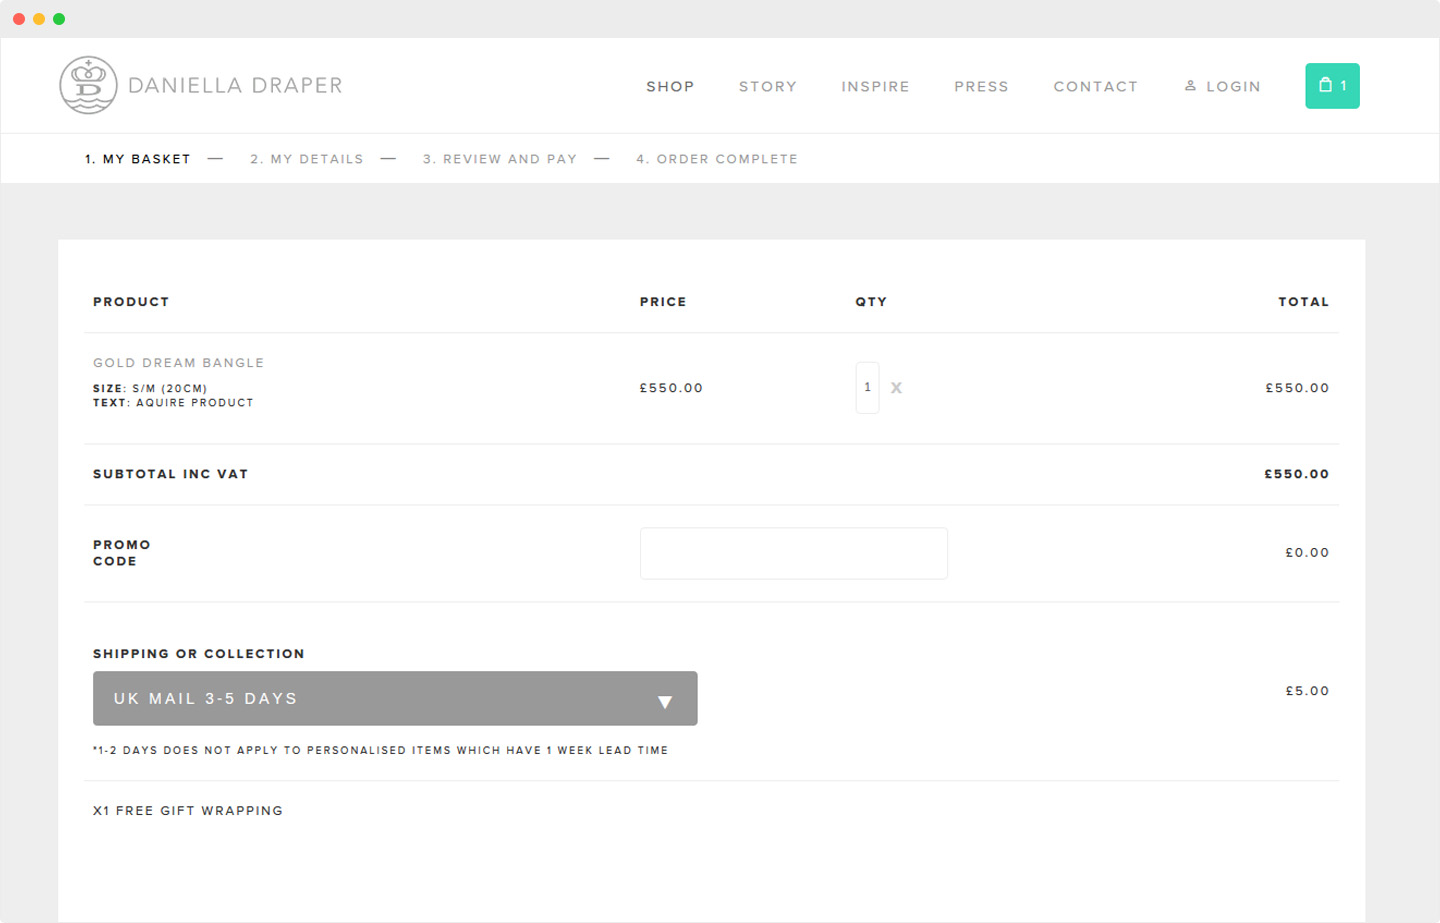 DANIELLA DRAPER
SHOP STORY INSPIRE PRESS CONTACT LOGIN 1
1. MY BASKET — 2. MY DETAILS — 3. REVIEW AND PAY — 4. ORDER COMPLETE
PRODUCT PRICE QTY TOTAL
GOLD DREAM BANGLE
SIZE: S/M (20CM)
TEXT: AQUIRE PRODUCT
£550.00 1 X £550.00
SUBTOTAL INC VAT £550.00
PROMO
CODE
£0.00
SHIPPING OR COLLECTION
UK MAIL 3-5 DAYS
£5.00
*1-2 DAYS DOES NOT APPLY TO PERSONALISED ITEMS WHICH HAVE 1 WEEK LEAD TIME
X1 FREE GIFT WRAPPING